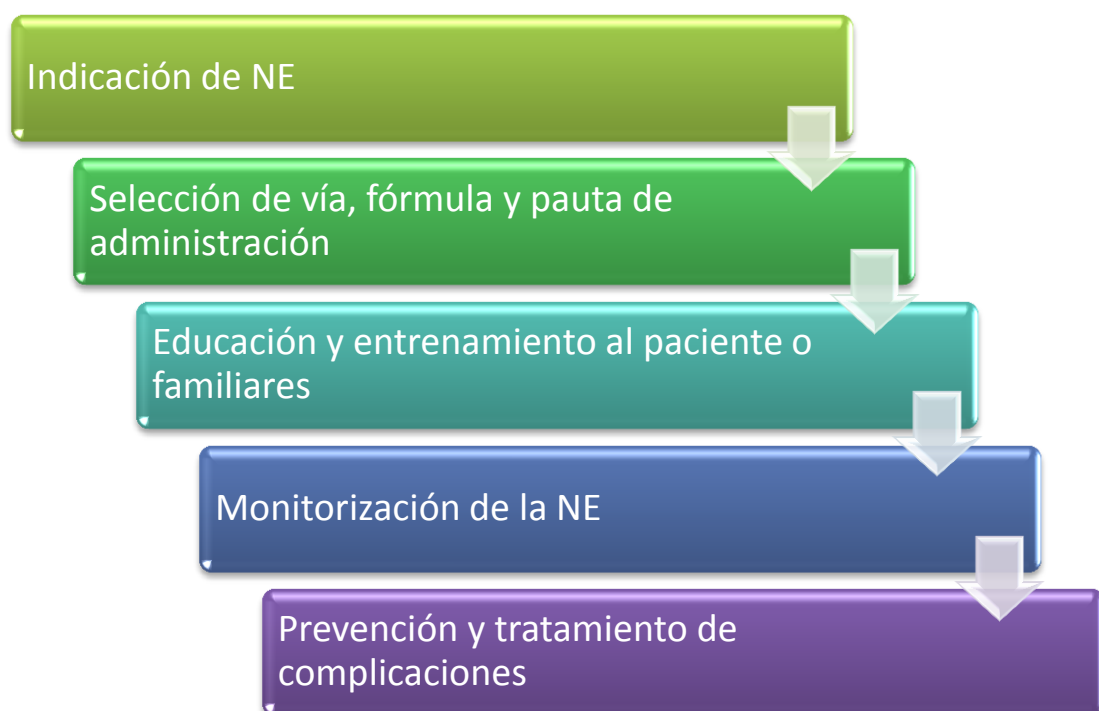 Indicación de NE
Selección de vía, fórmula y pauta de
administración
Educación y entrenamiento al paciente o
familiares
Monitorización de la NE
Prevención y tratamiento de
complicaciones